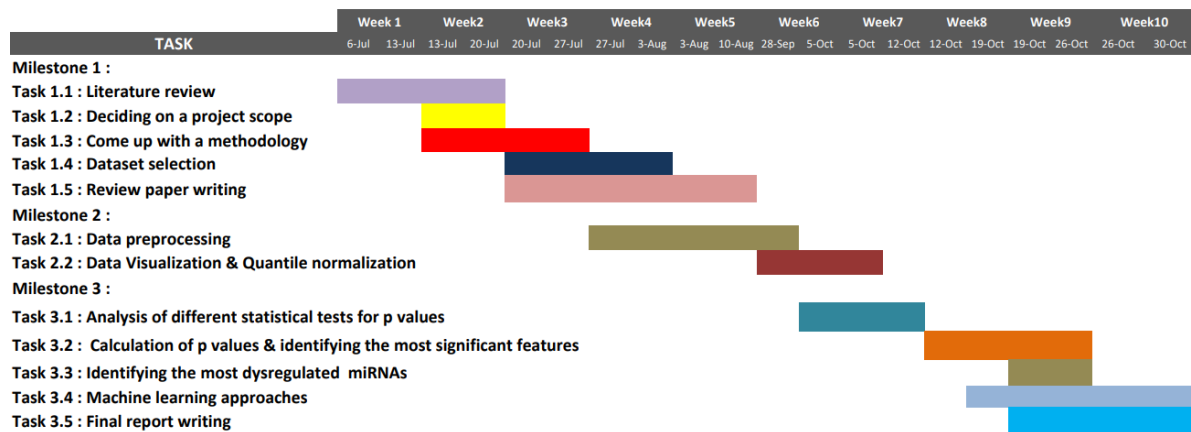 Week 1 Week2 Week3 Week4 Week5 Week6 Week7 Week8 Week9 Week10
TASK 6-Jul 13-Jul 13-Jul 20-Jul 20-Jul 27-Jul 27-Jul 3-Aug 3-Aug 10-Aug 28-Sep 5-Oct 5-Oct 12-Oct 12-Oct 19-Oct 19-Oct 26-Oct 26-Oct 30-Oct
Milestone 1 :
Task 1.1 : Literature review
Task 1.2 : Deciding on a project scope
Task 1.3 : Come up with a methodology
Task 1.4 : Dataset selection
Task 1.5 : Review paper writing
Milestone 2 :
Task 2.1 : Data preprocessing
Task 2.2 : Data Visualization & Quantile normalization
Milestone 3 :
Task 3.1 : Analysis of different statistical tests for p values
Task 3.2 : Calculation of p values & identifying the most significant features
Task 3.3 : Identifying the most dysregulated miRNAs
Task 3.4 : Machine learning approaches
Task 3.5 : Final report writing